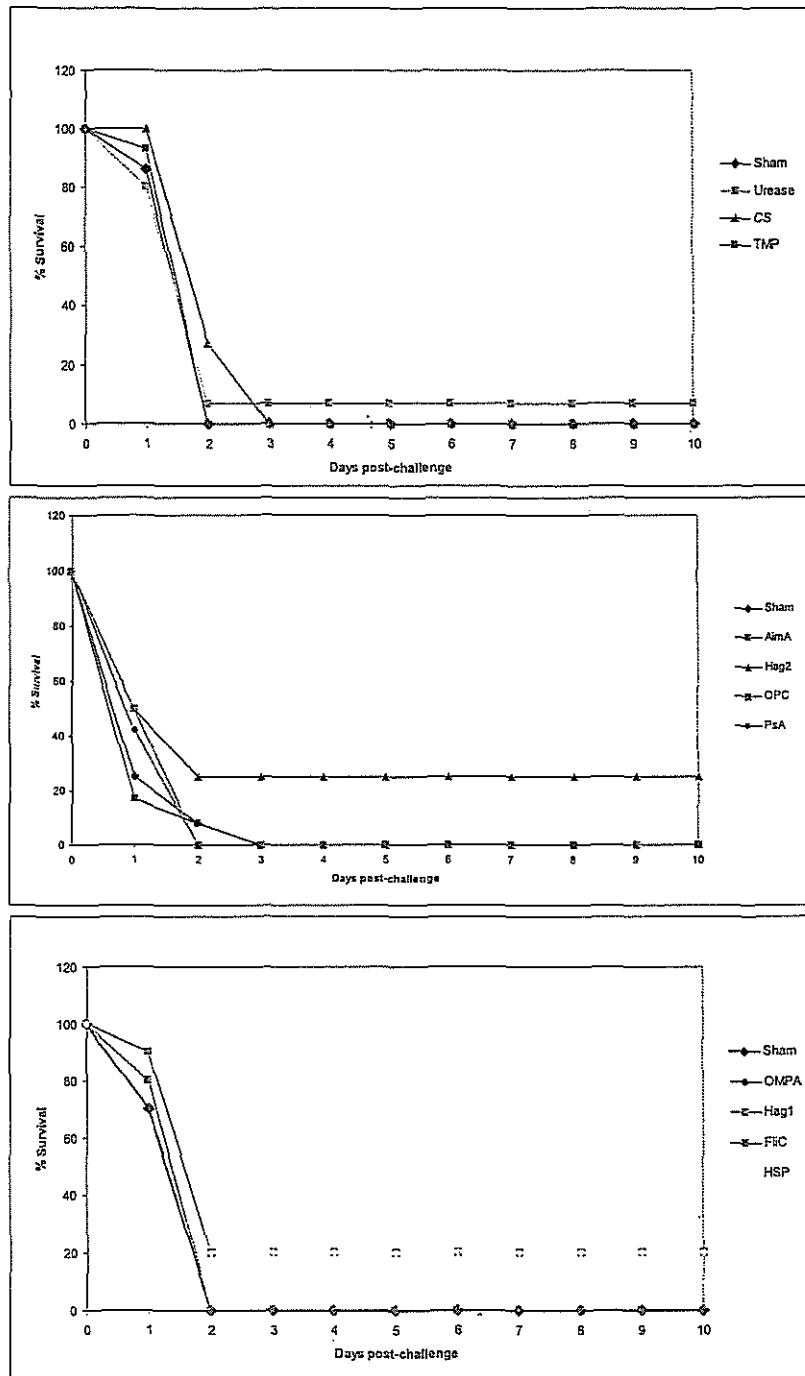 120
100
80
60
40
20
0
% Survival
0 1 2 3 4 5 6 7 8 9 10
Days post-challenge
Sham
Urease
CS
TMP
120
100
80
60
40
20
0
% Survival
0 1 2 3 4 5 6 7 8 9 10
Days post-challenge
Sham
AimA
Hag2
OPC
PsA
120
100
80
60
40
20
0
% Survival
0 1 2 3 4 5 6 7 8 9 10
Days post-challenge
Sham
OMPA
Hag1
FliC
HSP